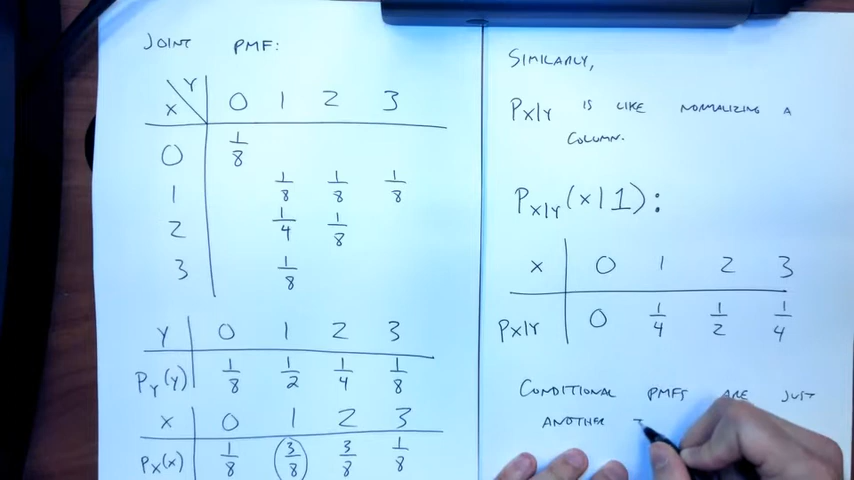 JOINT PMF:
Y
X 0 1 2 3
0 1/8
1 1/8 1/8 1/8
2 1/4 1/8
3 1/8
Y 0 1 2 3
PY(y) 1/8 1/2 1/4 1/8
X 0 1 2 3
PX(x) 1/8 3/8 3/8 1/8
SIMILARLY,
PX|Y IS LIKE NORMALIZING A
COLUMN.
PX|Y(x|1):
X 0 1 2 3
PX|Y 0 1/4 1/2 1/4
CONDITIONAL PMFS ARE JUST
ANOTHER